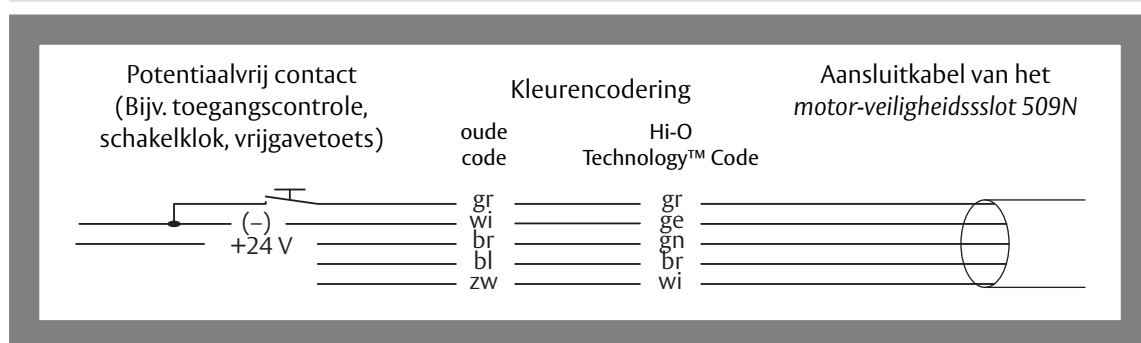 Potentiaalvrij contact
(Bijv. toegangscontrole,
schakelklok, vrijgavetoets)
Kleurencodering
Aansluitkabel van het
motor-veiligheidssslot 509N
oude
code
Hi-O
Technology™ Code
gr gr
(–) wi ge
+24 V br gn
bl br
zw wi